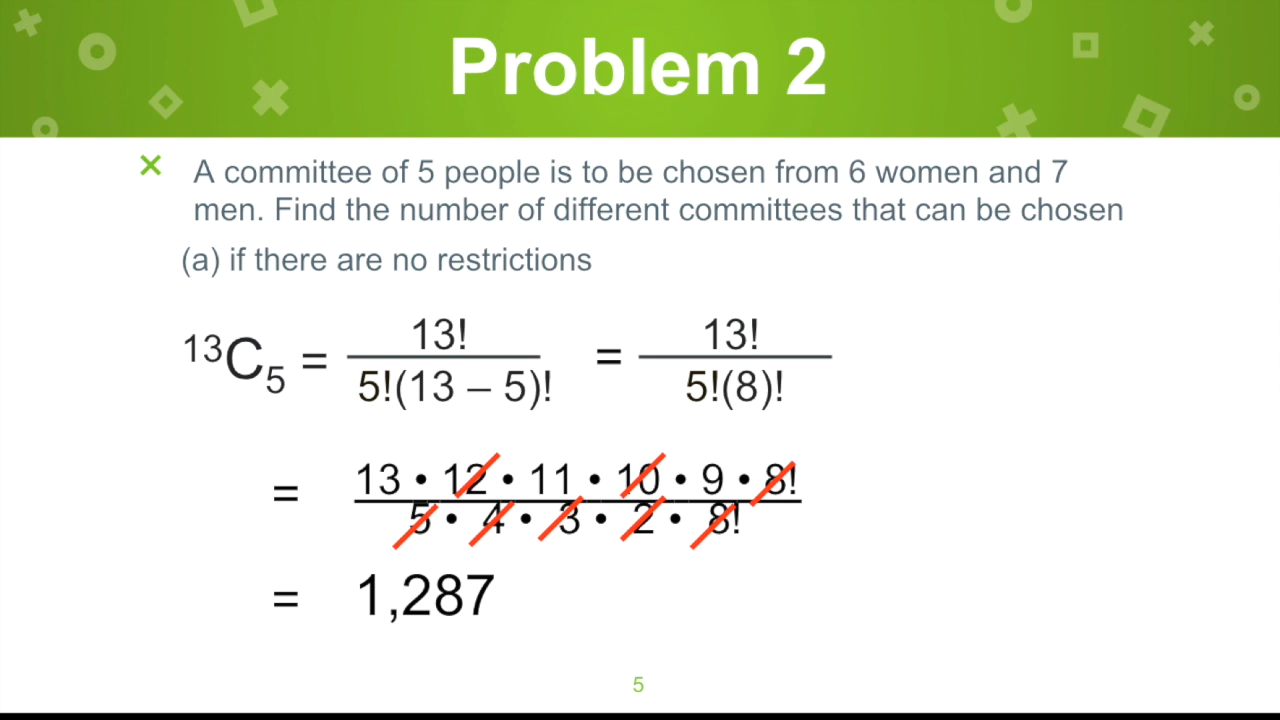 Problem 2
✕ A committee of 5 people is to be chosen from 6 women and 7
men. Find the number of different committees that can be chosen
(a) if there are no restrictions
13! 13!
¹³C₅ = =
5!(13 – 5)! 5!(8)!
13 • 12 • 11 • 10 • 9 • 8!
=
5 • 4 • 3 • 2 • 8!
= 1,287
5